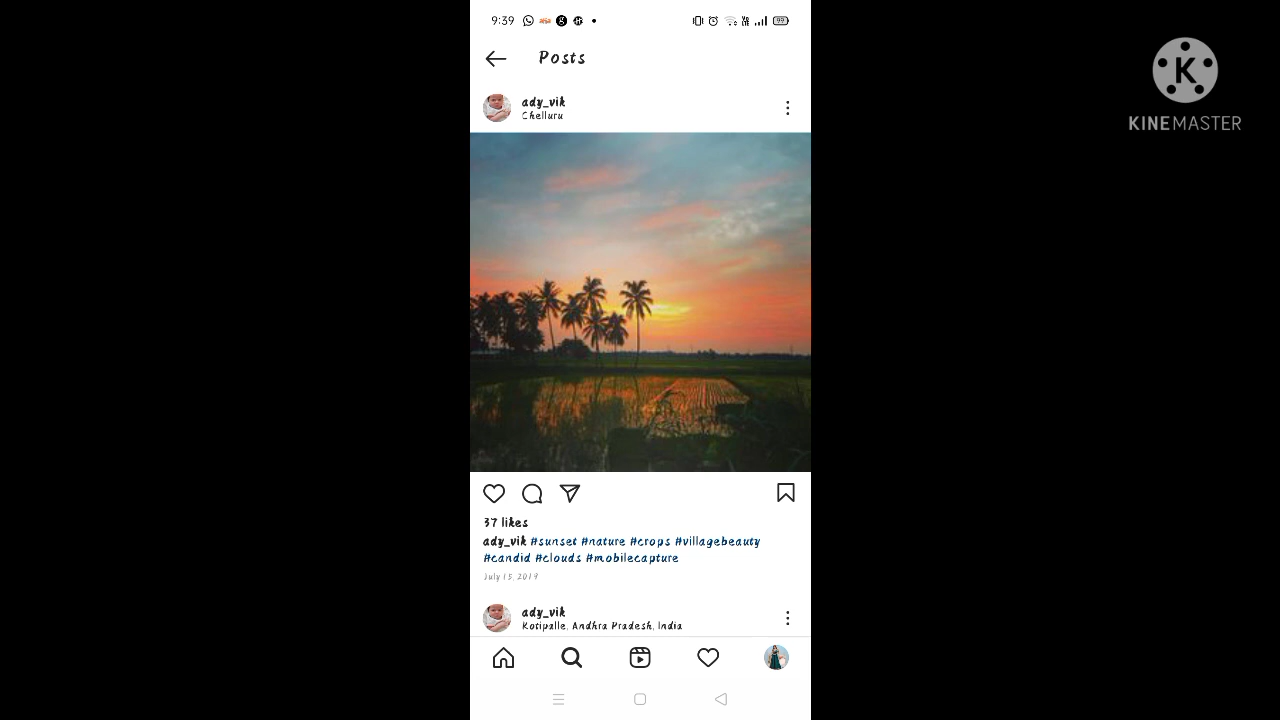 9:39
Posts
ady_vik
Chelluru
K
KINEMASTER
37 likes
ady_vik #sunset #nature #crops #villagebeauty
#candid #clouds #mobilecapture
July 15, 2019
ady_vik
Kotipalle, Andhra Pradesh, India